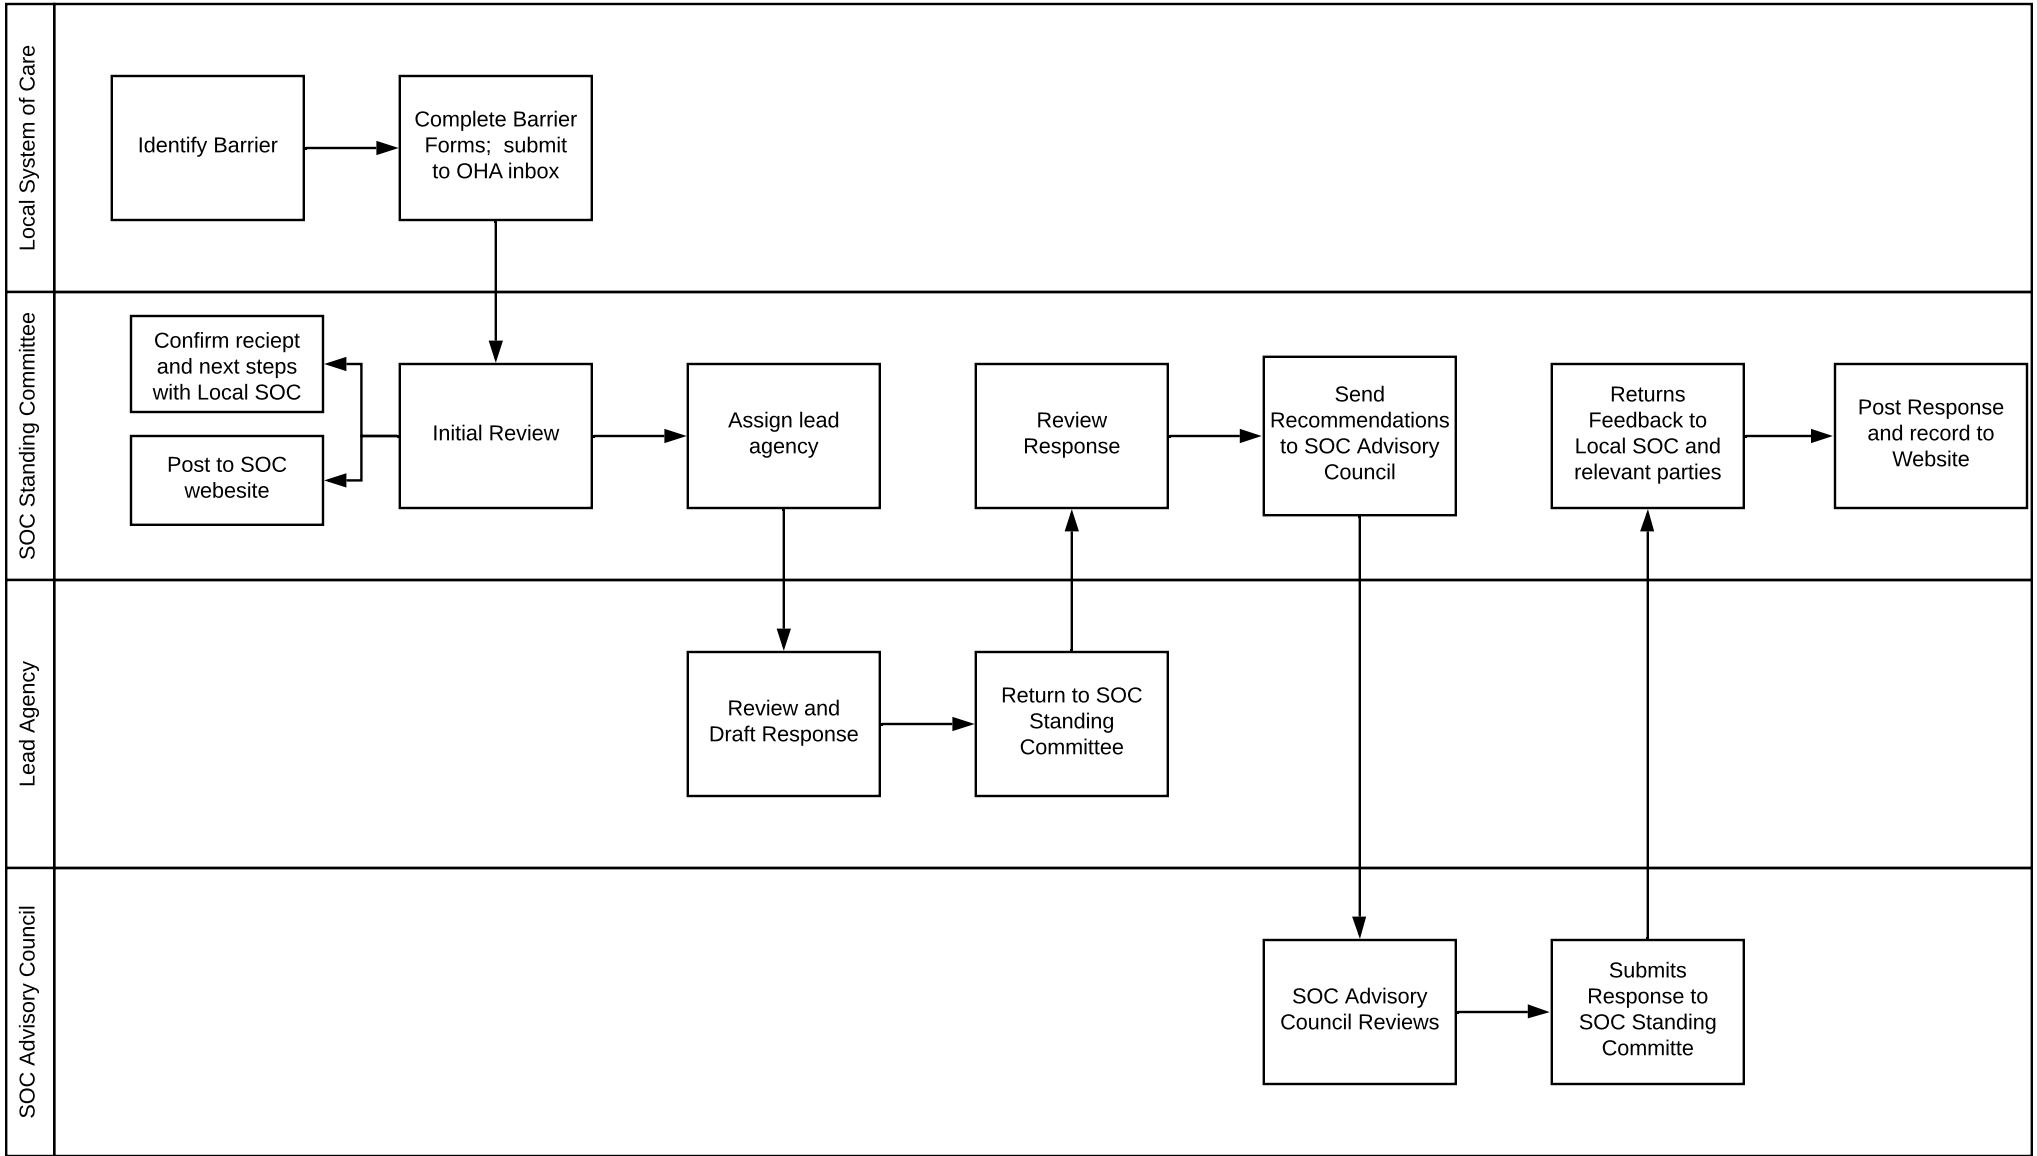 Local System of Care
Identify Barrier
Complete Barrier
Forms;  submit
to OHA inbox
SOC Standing Committee
Confirm reciept
and next steps
with Local SOC
Post to SOC
webesite
Initial Review
Assign lead
agency
Review
Response
Send
Recommendations
to SOC Advisory
Council
Returns
Feedback to
Local SOC and
relevant parties
Post Response
and record to
Website
Lead Agency
Review and
Draft Response
Return to SOC
Standing
Committee
SOC Advisory Council
SOC Advisory
Council Reviews
Submits
Response to
SOC Standing
Committe